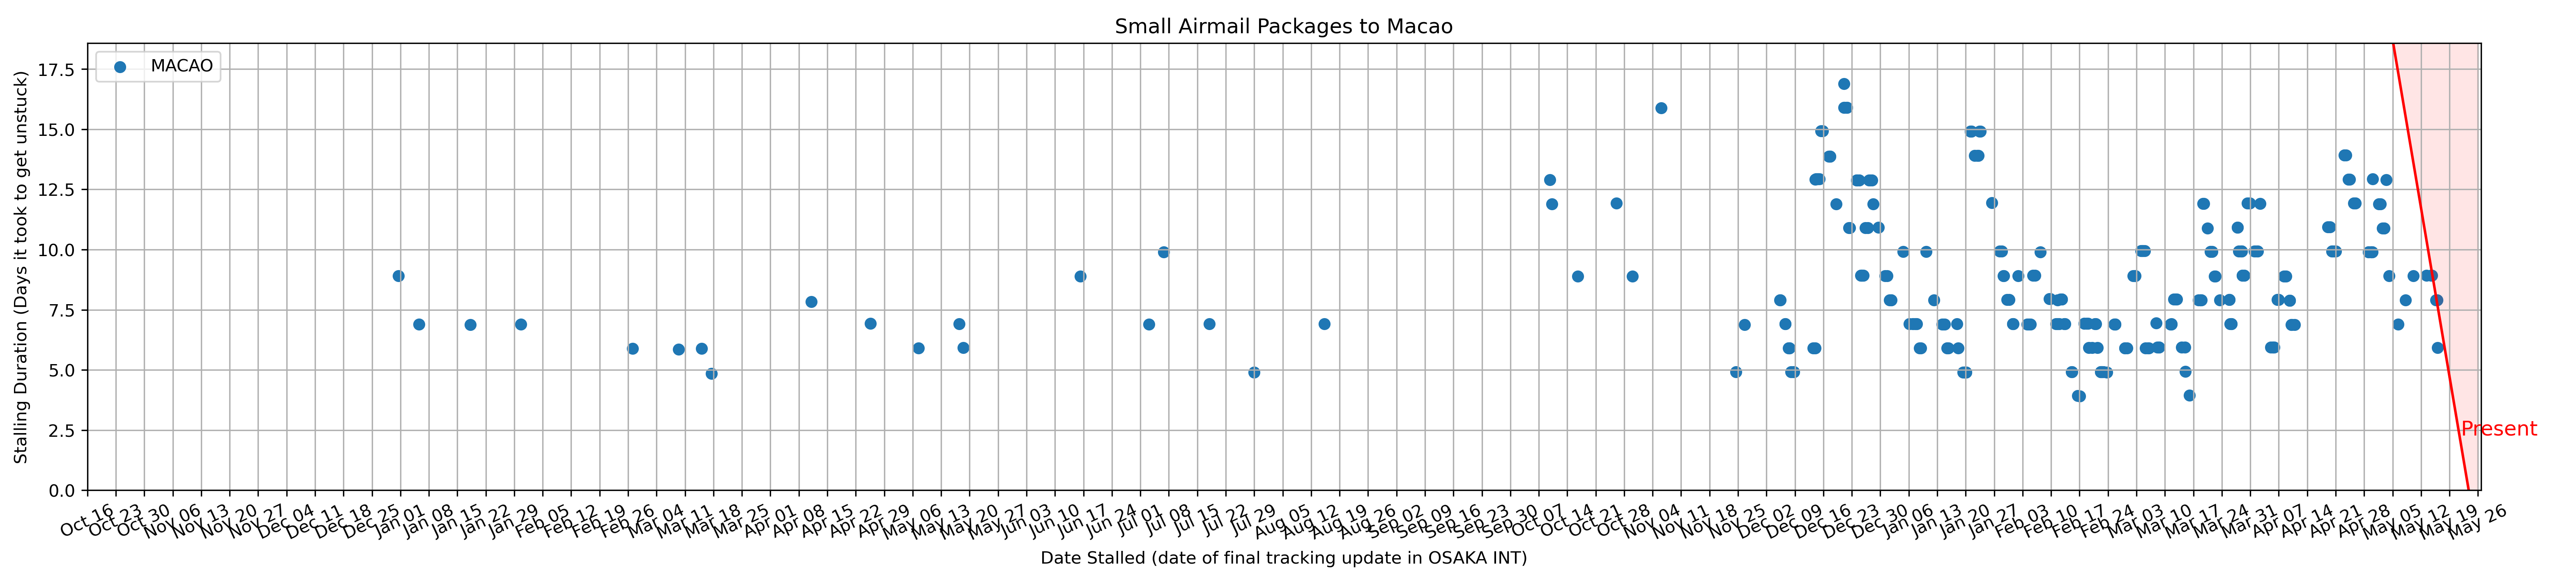 Small Airmail Packages to Macao
MACAO
Stalling Duration (Days it took to get unstuck)
17.5
15.0
12.5
10.0
7.5
5.0
2.5
0.0
Present
Oct 16
Oct 23
Oct 30
Nov 06
Nov 13
Nov 20
Nov 27
Dec 04
Dec 11
Dec 18
Dec 25
Jan 01
Jan 08
Jan 15
Jan 22
Jan 29
Feb 05
Feb 12
Feb 19
Feb 26
Mar 04
Mar 11
Mar 18
Mar 25
Apr 01
Apr 08
Apr 15
Apr 22
Apr 29
May 06
May 13
May 20
May 27
Jun 03
Jun 10
Jun 17
Jun 24
Jul 01
Jul 08
Jul 15
Jul 22
Jul 29
Aug 05
Aug 12
Aug 19
Aug 26
Sep 02
Sep 09
Sep 16
Sep 23
Sep 30
Oct 07
Oct 14
Oct 21
Oct 28
Nov 04
Nov 11
Nov 18
Nov 25
Dec 02
Dec 09
Dec 16
Dec 23
Dec 30
Jan 06
Jan 13
Jan 20
Jan 27
Feb 03
Feb 10
Feb 17
Feb 24
Mar 03
Mar 10
Mar 17
Mar 24
Mar 31
Apr 07
Apr 14
Apr 21
Apr 28
May 05
May 12
May 19
May 26
Date Stalled (date of final tracking update in OSAKA INT)